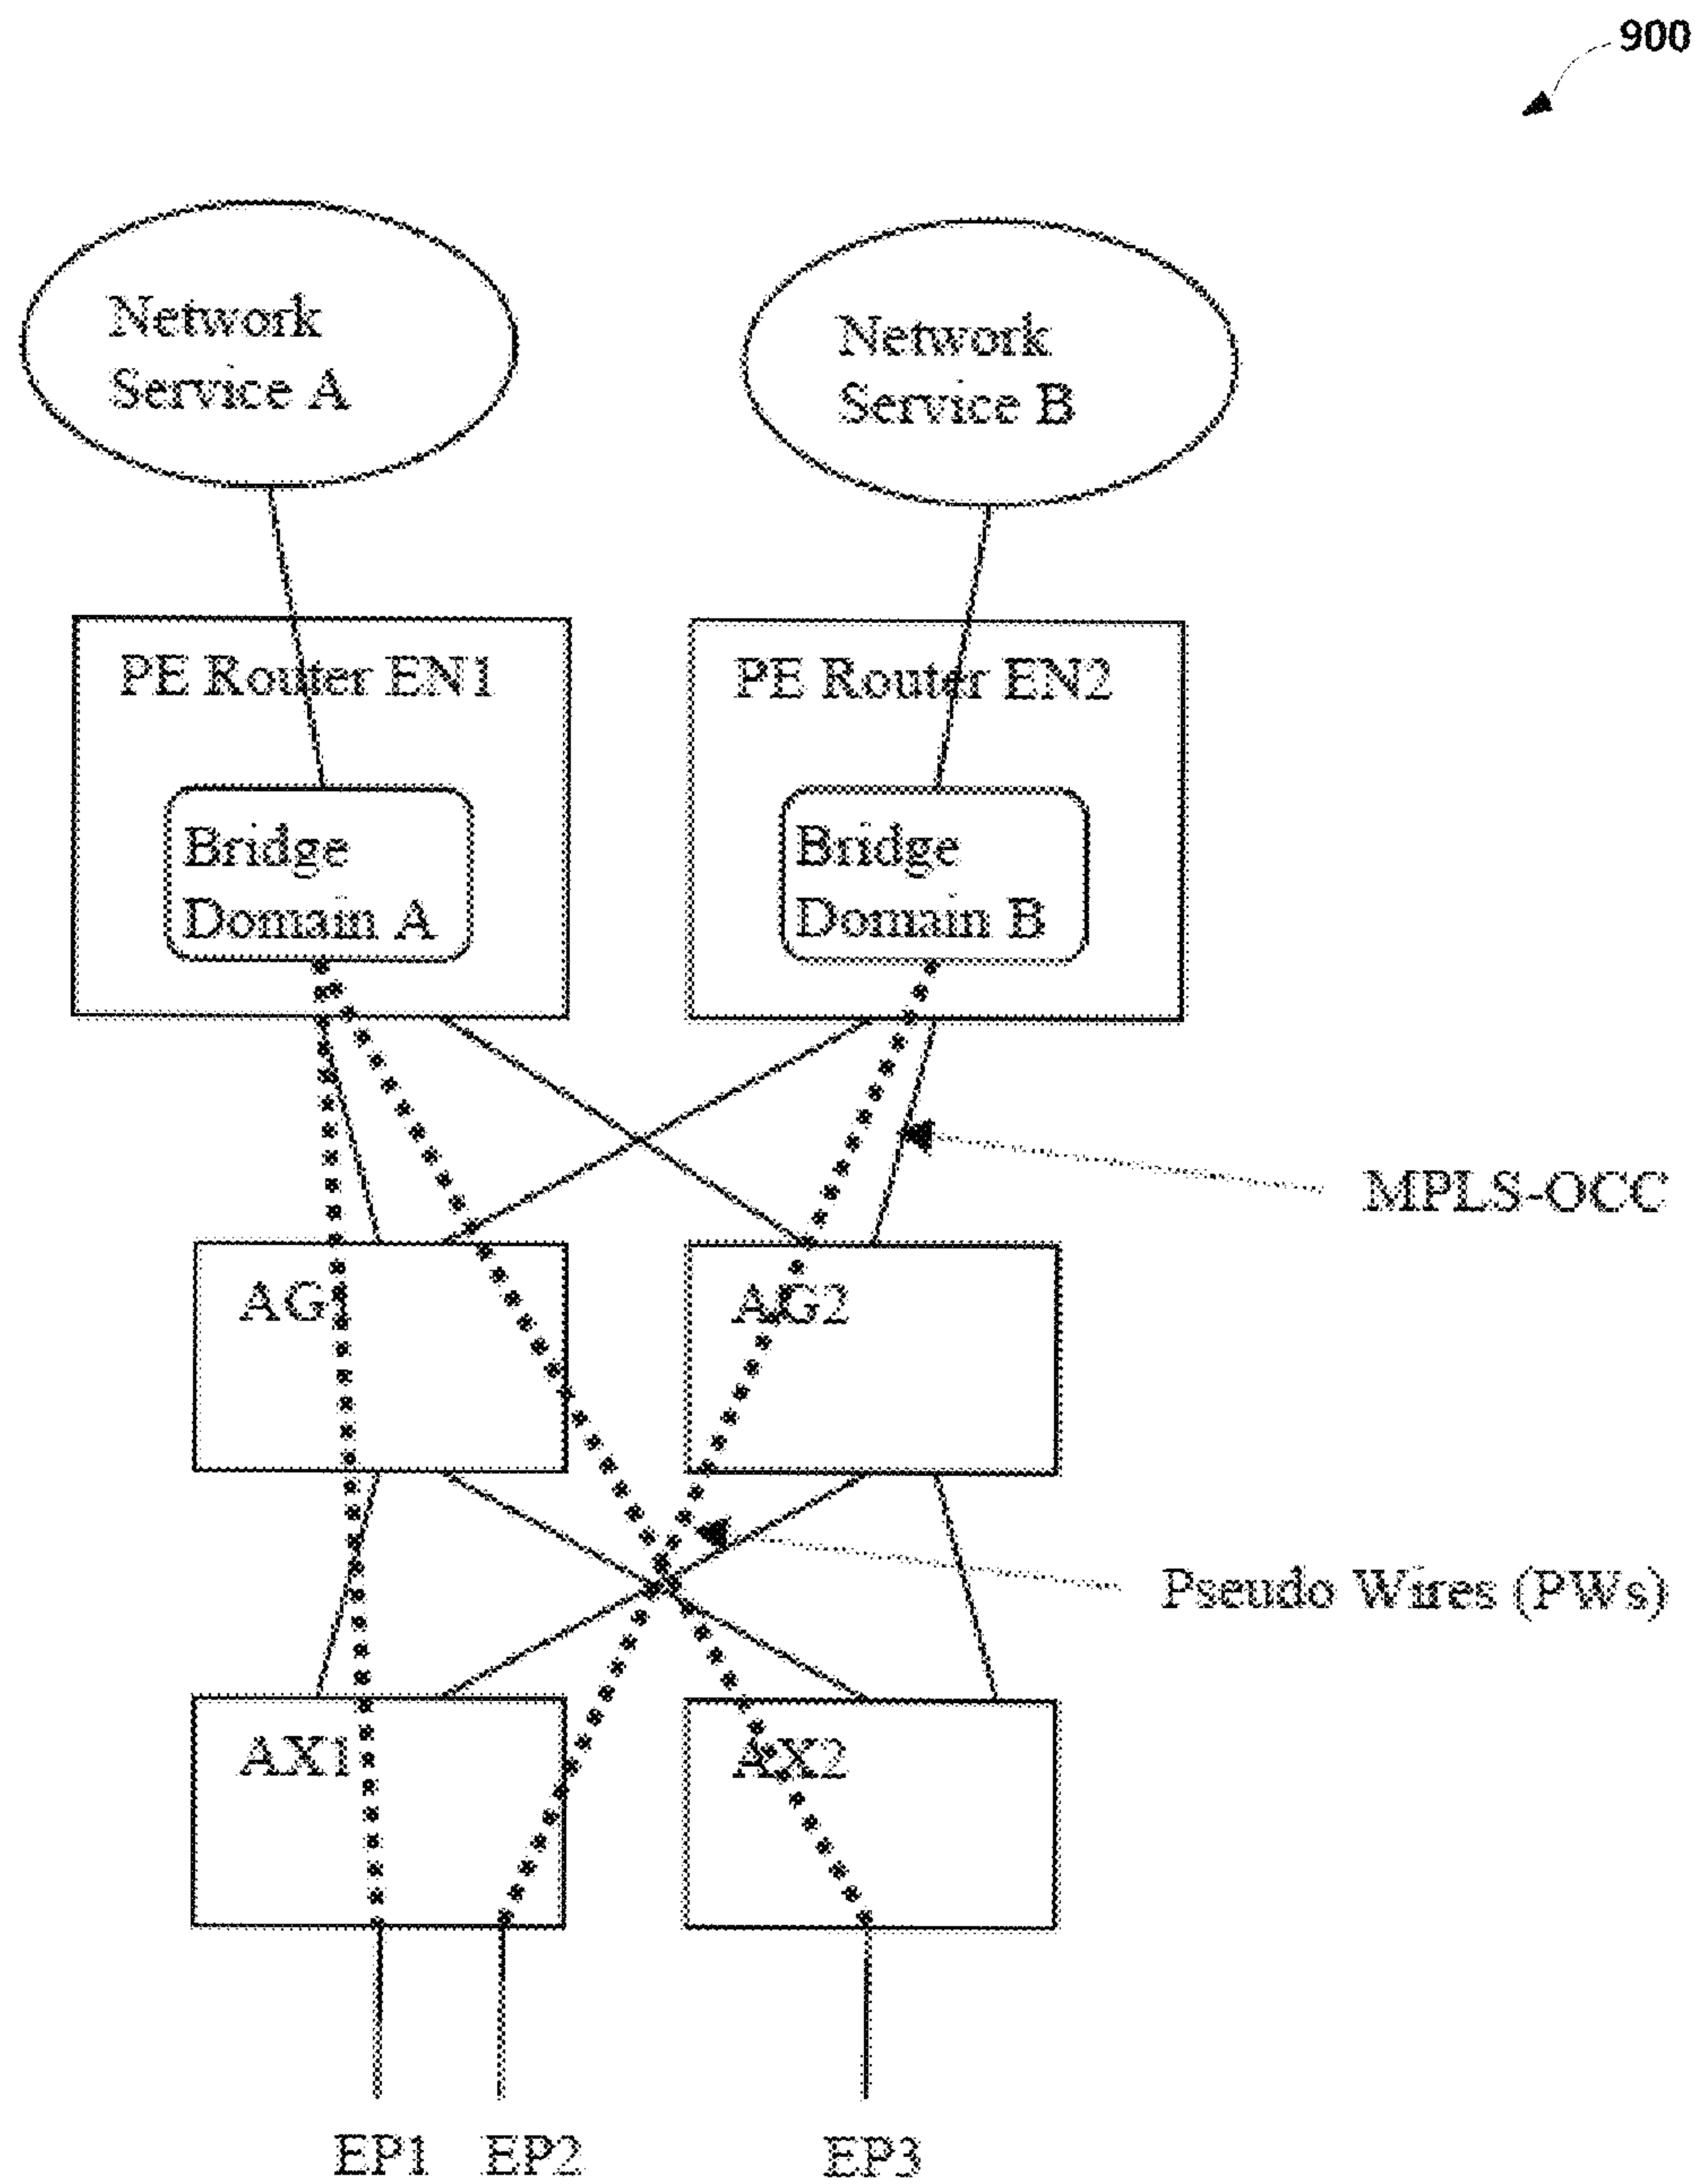 900
Network
Service A
Network
Service B
PE Router EN1
PE Router EN2
Bridge
Domain A
Bridge
Domain B
MPLS-OCC
AG
AG2
Pseudo Wires (PWs)
AX1
AX2
EP1
EP2
EP3